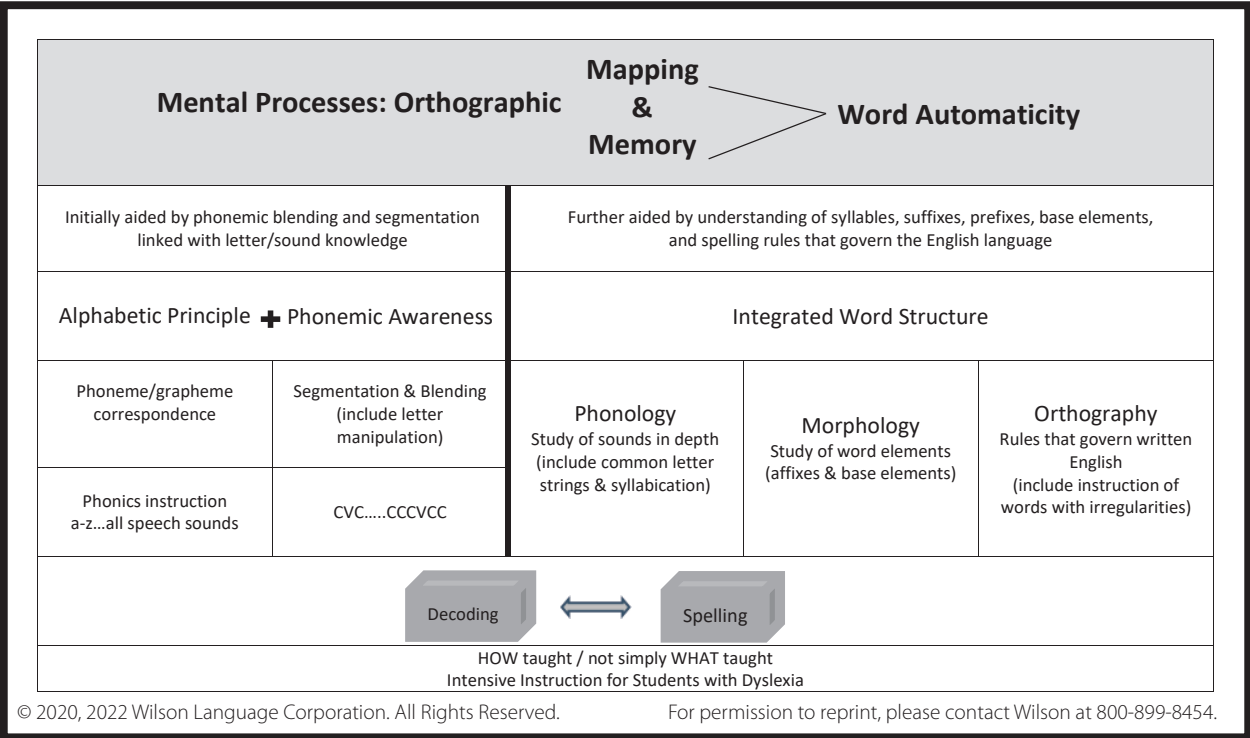 Mental Processes: Orthographic
Mapping
&
Memory
Word Automaticity
Initially aided by phonemic blending and segmentation
linked with letter/sound knowledge
Further aided by understanding of syllables, suffixes, prefixes, base elements,
and spelling rules that govern the English language
Alphabetic Principle + Phonemic Awareness
Integrated Word Structure
Phoneme/grapheme
correspondence
Segmentation & Blending
(include letter
manipulation)
Phonics instruction
a-z...all speech sounds
CVC.....CCCVCC
Phonology
Study of sounds in depth
(include common letter
strings & syllabication)
Morphology
Study of word elements
(affixes & base elements)
Orthography
Rules that govern written
English
(include instruction of
words with irregularities)
Decoding
Spelling
HOW taught / not simply WHAT taught
Intensive Instruction for Students with Dyslexia
© 2020, 2022 Wilson Language Corporation. All Rights Reserved.
For permission to reprint, please contact Wilson at 800-899-8454.